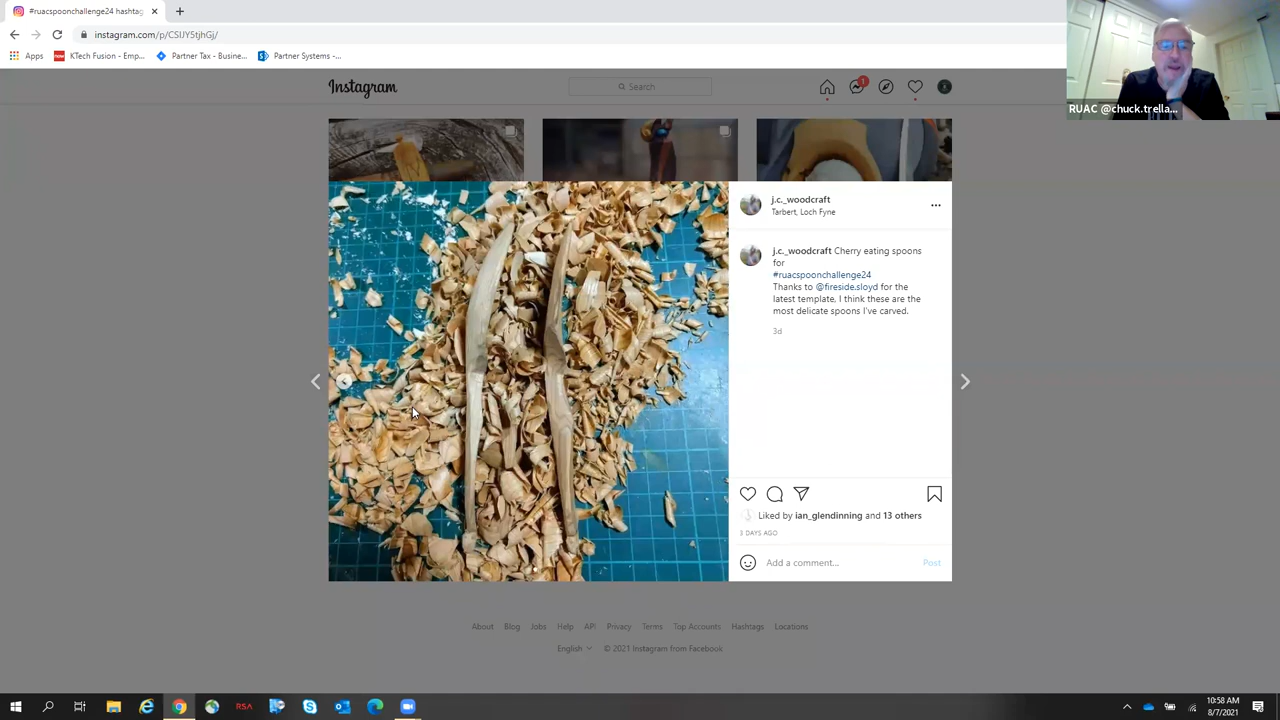 #ruacspoonchallenge24 hashtag
instagram.com/p/CSIJY5tjhGj/
Apps
KTech Fusion - Emp...
Partner Tax - Busine...
Partner Systems -...
Instagram
Search
1
RUAC @chuck.trella...
j.c._woodcraft
Tarbert, Loch Fyne
j.c._woodcraft Cherry eating spoons
for
#ruacspoonchallenge24
Thanks to @fireside.sloyd for the
latest template, I think these are the
most delicate spoons I've carved.
3d
Liked by ian_glendinning and 13 others
3 DAYS AGO
Add a comment...
Post
About Blog Jobs Help API Privacy Terms Top Accounts Hashtags Locations
English © 2021 Instagram from Facebook
RSA
10:58 AM
8/7/2021